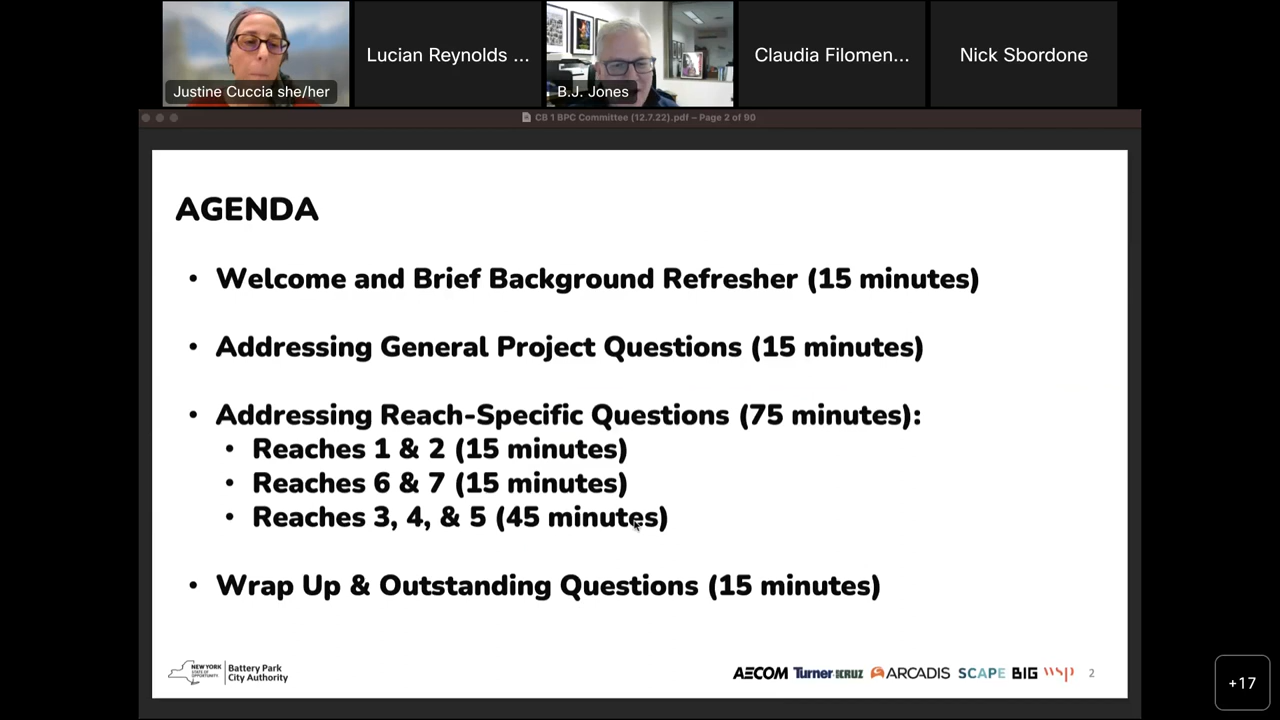 Justine Cuccia she/her
Lucian Reynolds ...
B.J. Jones
Claudia Filomen...
Nick Sbordone
CB 1 BPC Committee (12.7.22).pdf – Page 2 of 90
AGENDA
• Welcome and Brief Background Refresher (15 minutes)
• Addressing General Project Questions (15 minutes)
• Addressing Reach-Specific Questions (75 minutes):
• Reaches 1 & 2 (15 minutes)
• Reaches 6 & 7 (15 minutes)
• Reaches 3, 4, & 5 (45 minutes)
• Wrap Up & Outstanding Questions (15 minutes)
NEW YORK
STATE OF
OPPORTUNITY
Battery Park
City Authority
AECOM Turner KRUZ ARCADIS SCAPE BIG wsp 2
+17